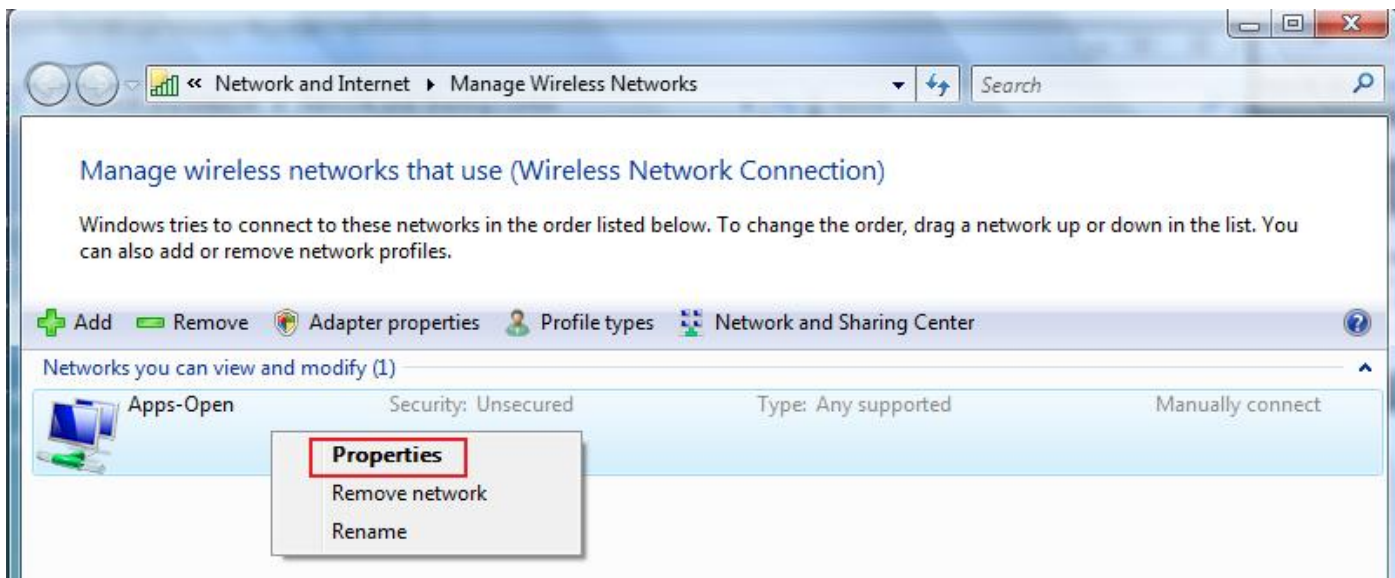 « Network and Internet ▸ Manage Wireless Networks
Search
Manage wireless networks that use (Wireless Network Connection)
Windows tries to connect to these networks in the order listed below. To change the order, drag a network up or down in the list. You
can also add or remove network profiles.
Add Remove Adapter properties Profile types Network and Sharing Center
Networks you can view and modify (1)
Apps-Open Security: Unsecured Type: Any supported Manually connect
Properties
Remove network
Rename